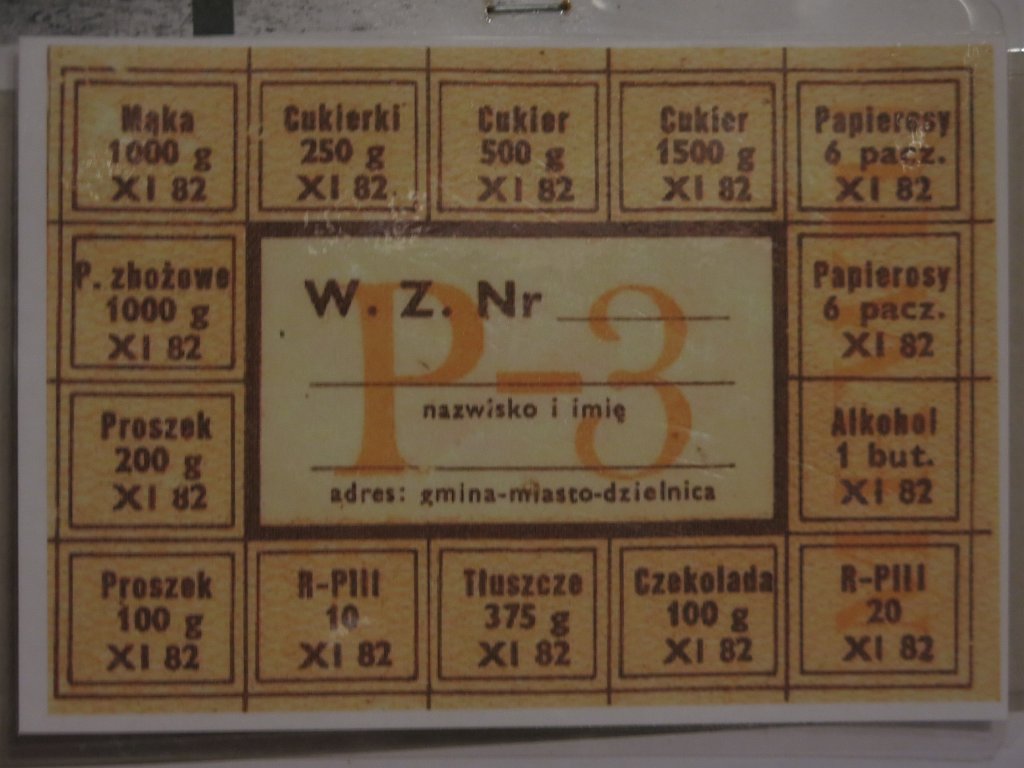 Mąka
1000 g
XI 82
Cukierki
250 g
XI 82
Cukier
500 g
XI 82
Cukier
1500 g
XI 82
Papierosy
6 pacz.
XI 82
P. zbożowe
1000 g
XI 82
W. Z. Nr
P-3
nazwisko i imię
adres: gmina-miasto-dzielnica
Papierosy
6 pacz.
XI 82
Proszek
200 g
XI 82
Alkohol
1 but.
XI 82
Proszek
100 g
XI 82
R-PIII
10
XI 82
Tłuszcze
375 g
XI 82
Czekolada
100 g
XI 82
R-PIII
20
XI 82